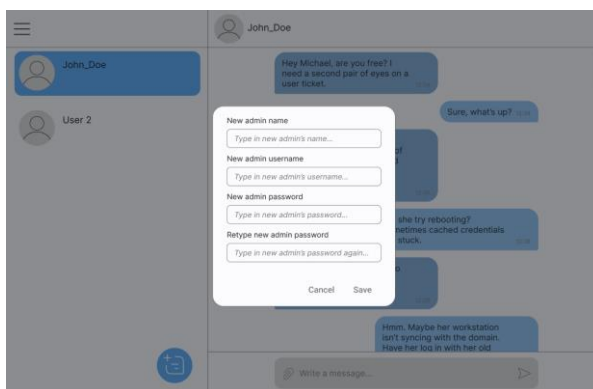 John_Doe
John_Doe
User 2
Hey Michael, are you free? I
need a second pair of eyes on a
user ticket.
Sure, what's up?
of
she try rebooting?
cached credentials
stuck.
Hmm. Maybe her workstation
isn't syncing with the domain.
Have her log in with her old
Write a message...
New admin name
Type in new admin's name...
New admin username
Type in new admin's username...
New admin password
Type in new admin's password...
Retype new admin password
Type in new admin's password again...
Cancel Save